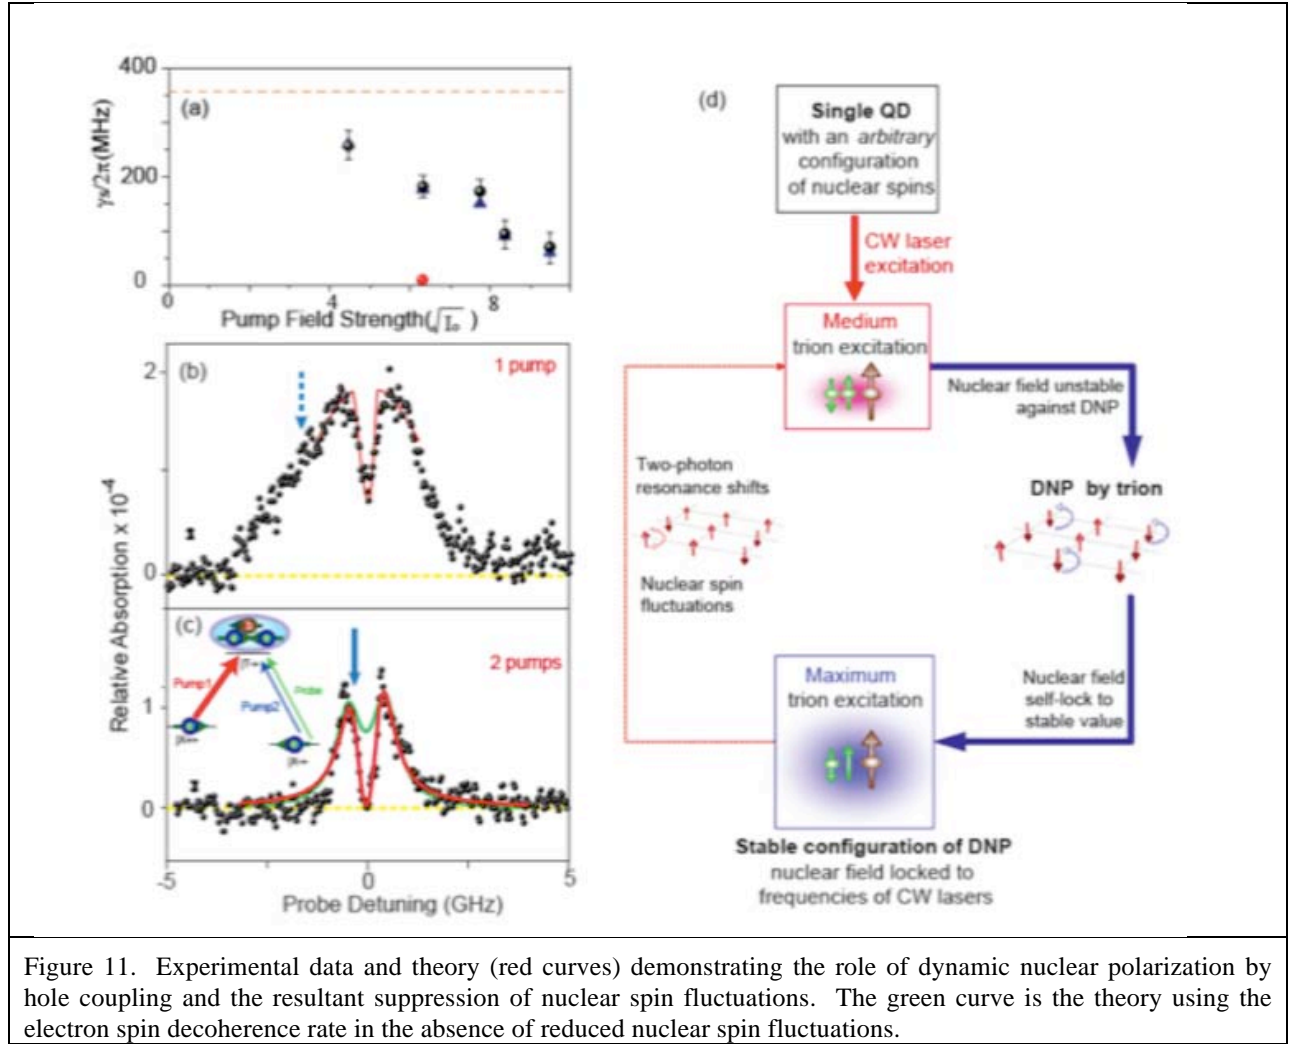 400
(a)
200
0
γs/2π(MHz)
0
4
8
Pump Field Strength(√I₀ )
2
(b)
1 pump
0
Relative Absorption x 10⁻⁴
(c)
2 pumps
Pump1
Pump2
Probe
1
0
-5
0
5
Probe Detuning (GHz)
(d)
Single QD
with an arbitrary
configuration
of nuclear spins
CW laser
excitation
Medium
trion excitation
Nuclear field unstable
against DNP
Two-photon
resonance shifts
DNP by trion
Nuclear spin
fluctuations
Maximum
trion excitation
Nuclear field
self-lock to
stable value
Stable configuration of DNP
nuclear field locked to
frequencies of CW lasers
Figure 11. Experimental data and theory (red curves) demonstrating the role of dynamic nuclear polarization by
hole coupling and the resultant suppression of nuclear spin fluctuations. The green curve is the theory using the
electron spin decoherence rate in the absence of reduced nuclear spin fluctuations.